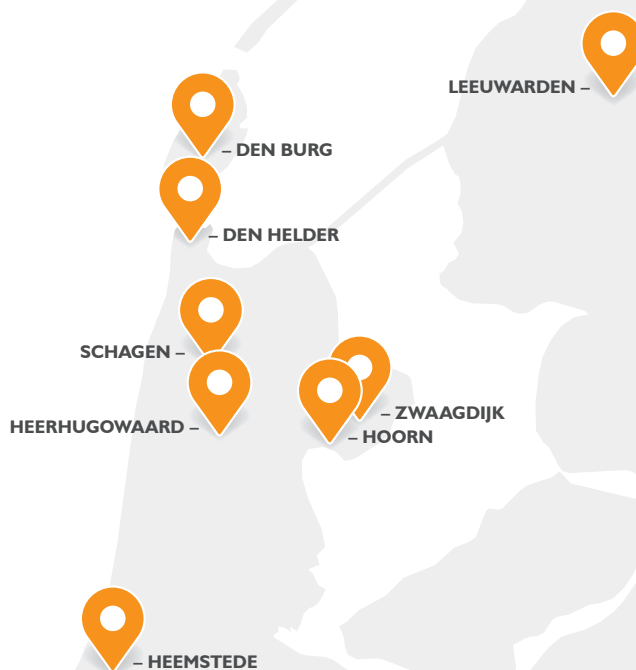 LEEUWARDEN –
– DEN BURG
– DEN HELDER
SCHAGEN –
– ZWAAGDIJK
HEERHUGOWAARD –
– HOORN
– HEEMSTEDE